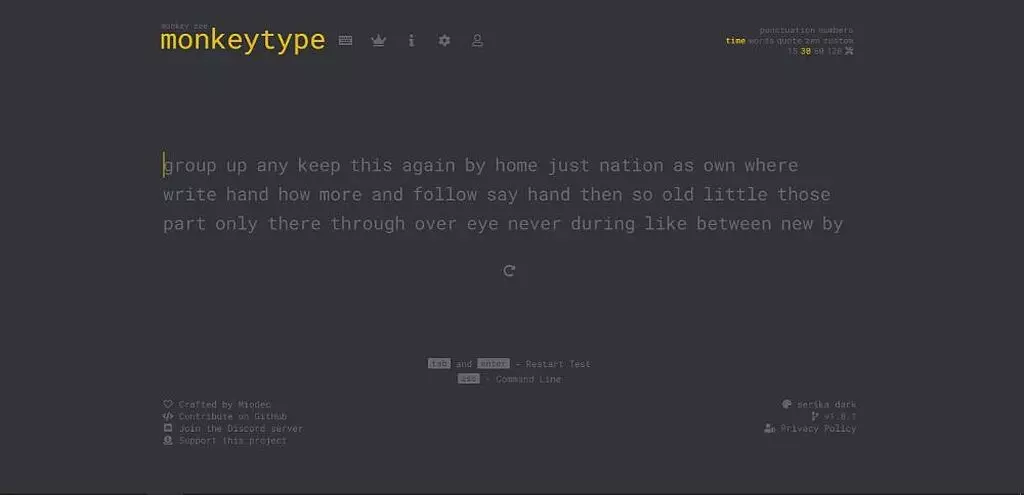 monkey see
monkeytype
punctuation numbers
time words quote zen custom
15 30 60 120
group up any keep this again by home just nation as own where
write hand how more and follow say hand then so old little those
part only there through over eye never during like between new by
tab and enter - Restart Test
esc - Command Line
Crafted by Miodec
Contribute on GitHub
Join the Discord server
Support this project
serika dark
Privacy Policy